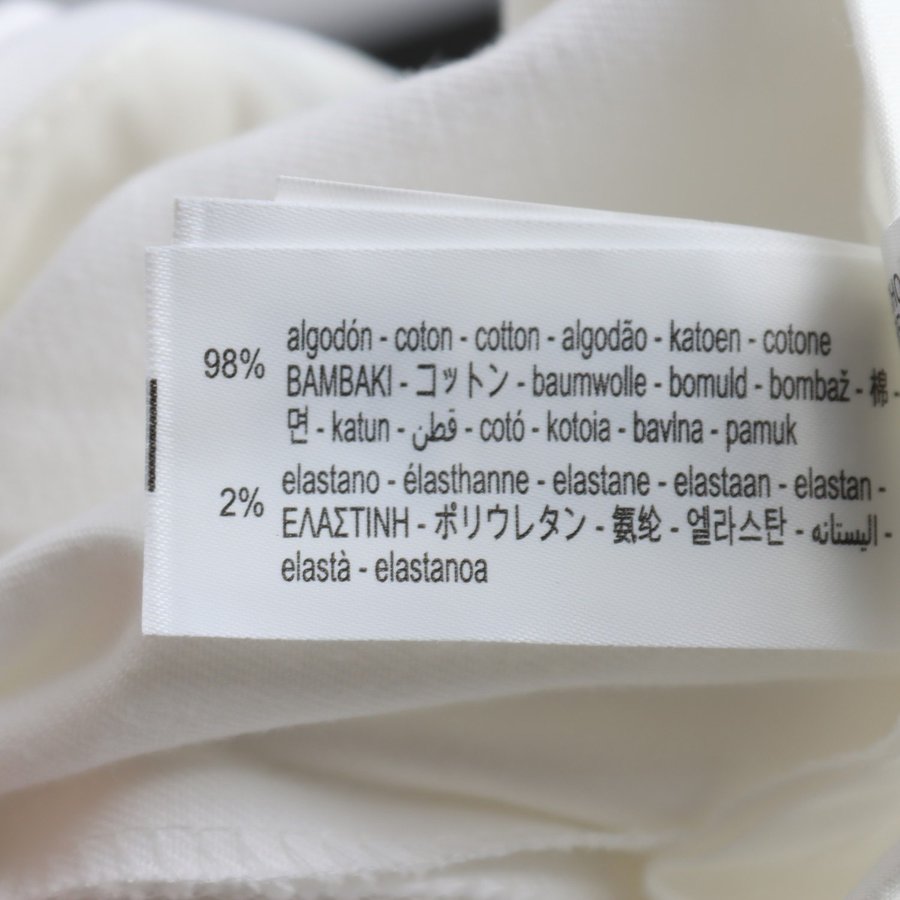 98%
algodón - coton - cotton - algodão - katoen - cotone
BAMBAKI - コットン - baumwolle - bomuld - bombaž - 棉 -
면 - katun - قطن - cotó - kotoia - bavlna - pamuk
2%
elastano - élasthanne - elastane - elastaan - elastan -
ΕΛΑΣΤΙΝΗ - ポリウレタン - 氨纶 - 엘라스탄 - اليستانه -
elastà - elastanoa